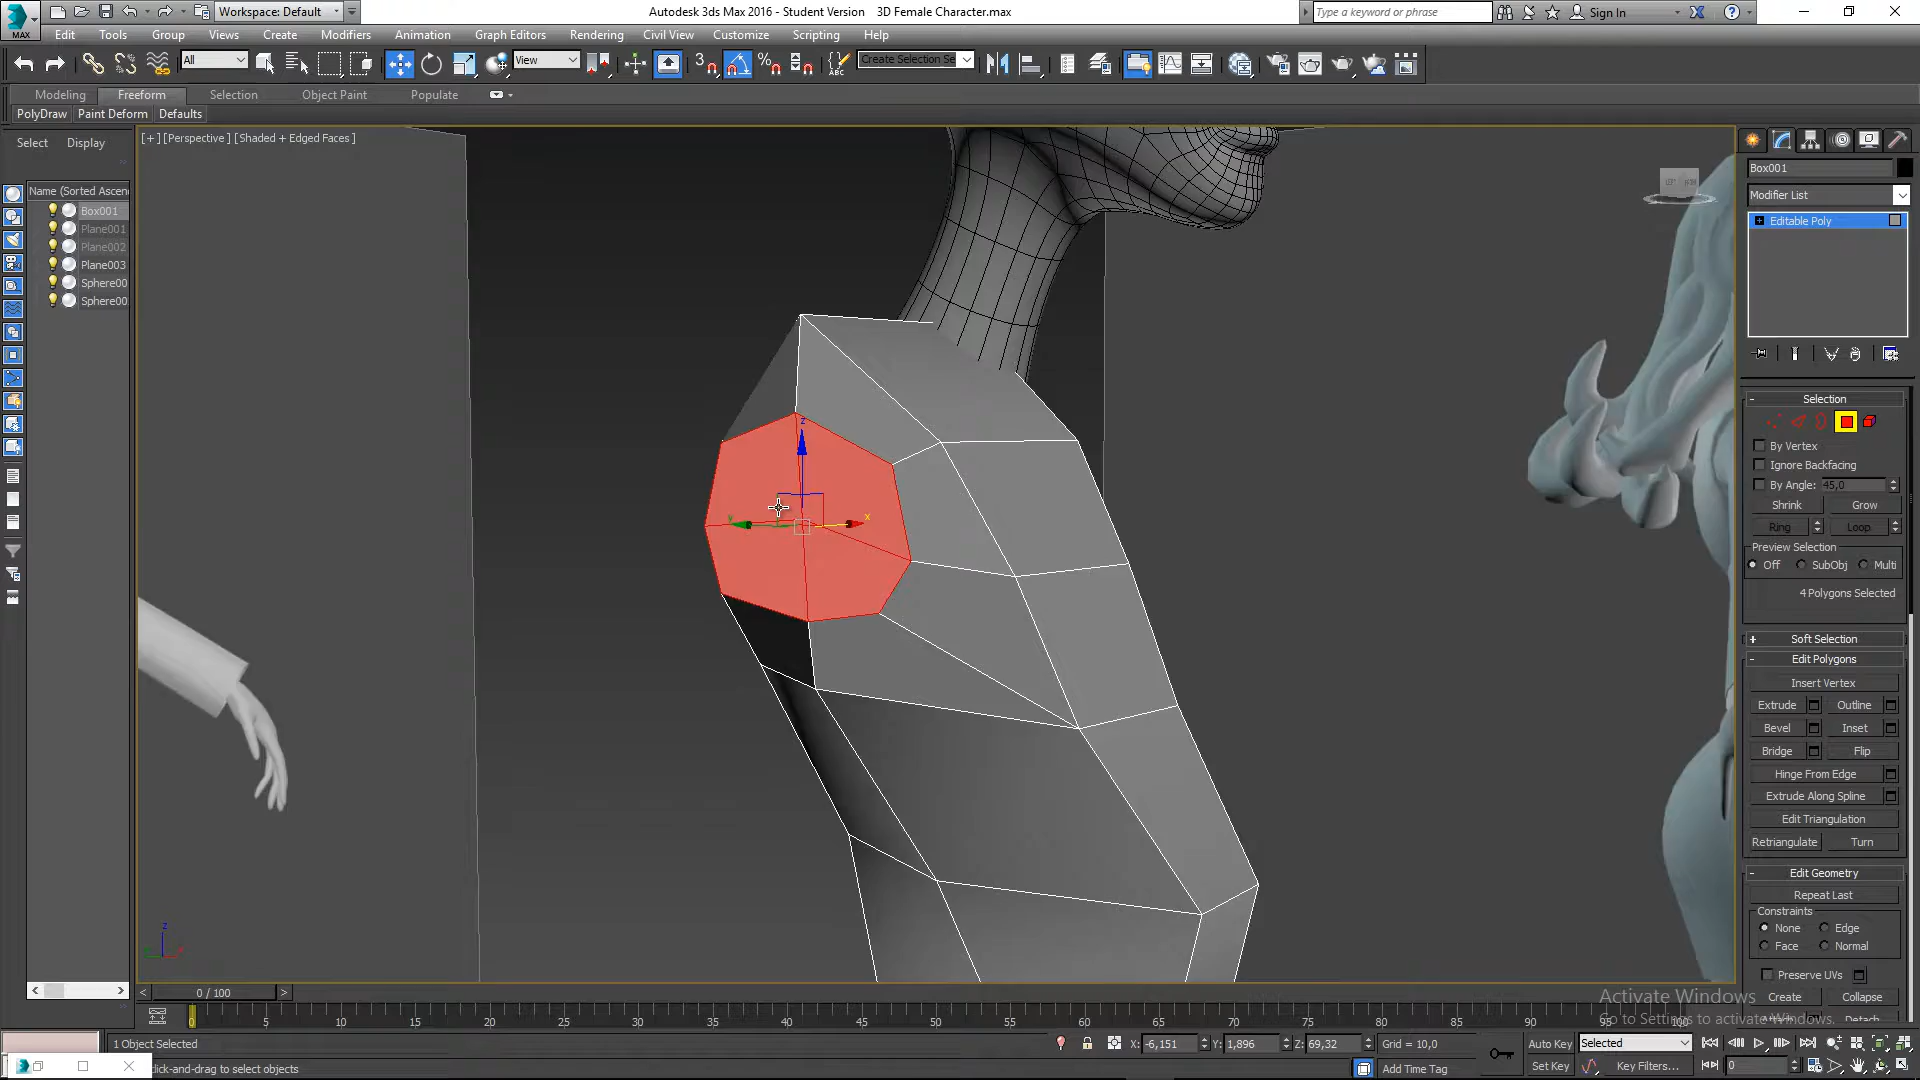 Workspace: Default
Autodesk 3ds Max 2016 - Student Version   3D Female Character.max
Type a keyword or phrase
Sign In
MAX
Edit Tools Group Views Create Modifiers Animation Graph Editors Rendering Civil View Customize Scripting Help
All
View
3
ABC
Create Selection Se
Modeling Freeform Selection Object Paint Populate
PolyDraw Paint Deform Defaults
Select Display
[+] [Perspective] [Shaded + Edged Faces]
Name (Sorted Ascen
Box001
Plane001
Plane002
Plane003
Sphere00
Sphere00
Box001
Modifier List
Editable Poly
Selection
By Vertex
Ignore Backfacing
By Angle: 45,0
Shrink Grow
Ring Loop
Preview Selection
Off SubObj Multi
4 Polygons Selected
Soft Selection
Edit Polygons
Insert Vertex
Extrude Outline
Bevel Inset
Bridge Flip
Hinge From Edge
Extrude Along Spline
Edit Triangulation
Retriangulate Turn
Edit Geometry
Repeat Last
Constraints
None Edge
Face Normal
Preserve UVs
Create Collapse
z
y
x
z
0 / 100
Activate Windows
Go to Settings to activate Windows.
0 5 10 15 20 25 30 35 40 45 50 55 60 65 70 75 80 85 90 95 100
1 Object Selected
X: -6,151 Y: 1,896 Z: 69,32 Grid = 10,0
Auto Key Selected
click-and-drag to select objects
Add Time Tag
Set Key Key Filters... 0